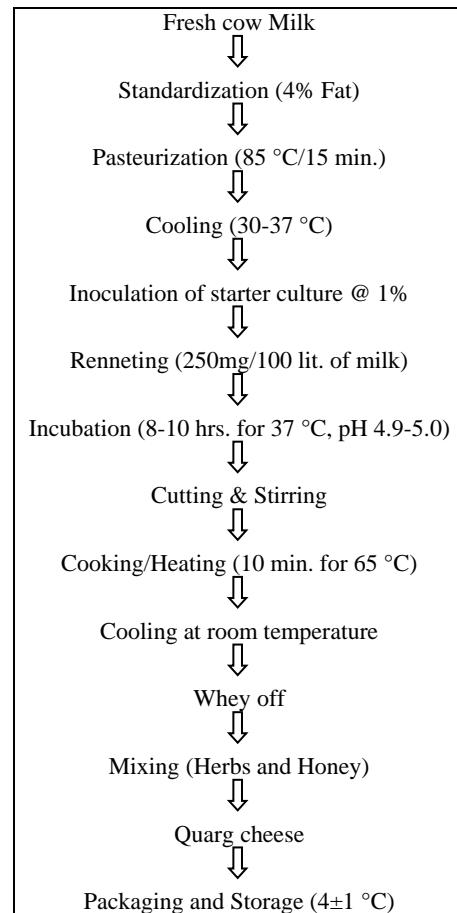 Fresh cow Milk
Standardization (4% Fat)
Pasteurization (85 °C/15 min.)
Cooling (30-37 °C)
Inoculation of starter culture @ 1%
Renneting (250mg/100 lit. of milk)
Incubation (8-10 hrs. for 37 °C, pH 4.9-5.0)
Cutting & Stirring
Cooking/Heating (10 min. for 65 °C)
Cooling at room temperature
Whey off
Mixing (Herbs and Honey)
Quarg cheese
Packaging and Storage (4±1 °C)